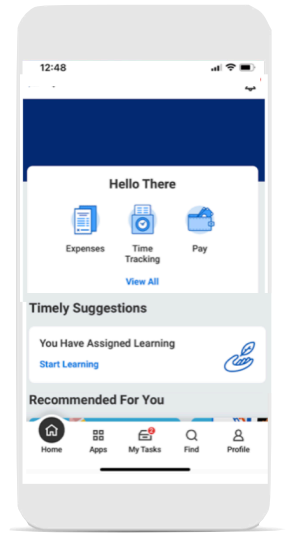 12:48
Hello There
Expenses
Time
Tracking
Pay
View All
Timely Suggestions
You Have Assigned Learning
Start Learning
Recommended For You
2
Home
Apps
My Tasks
Find
Profile